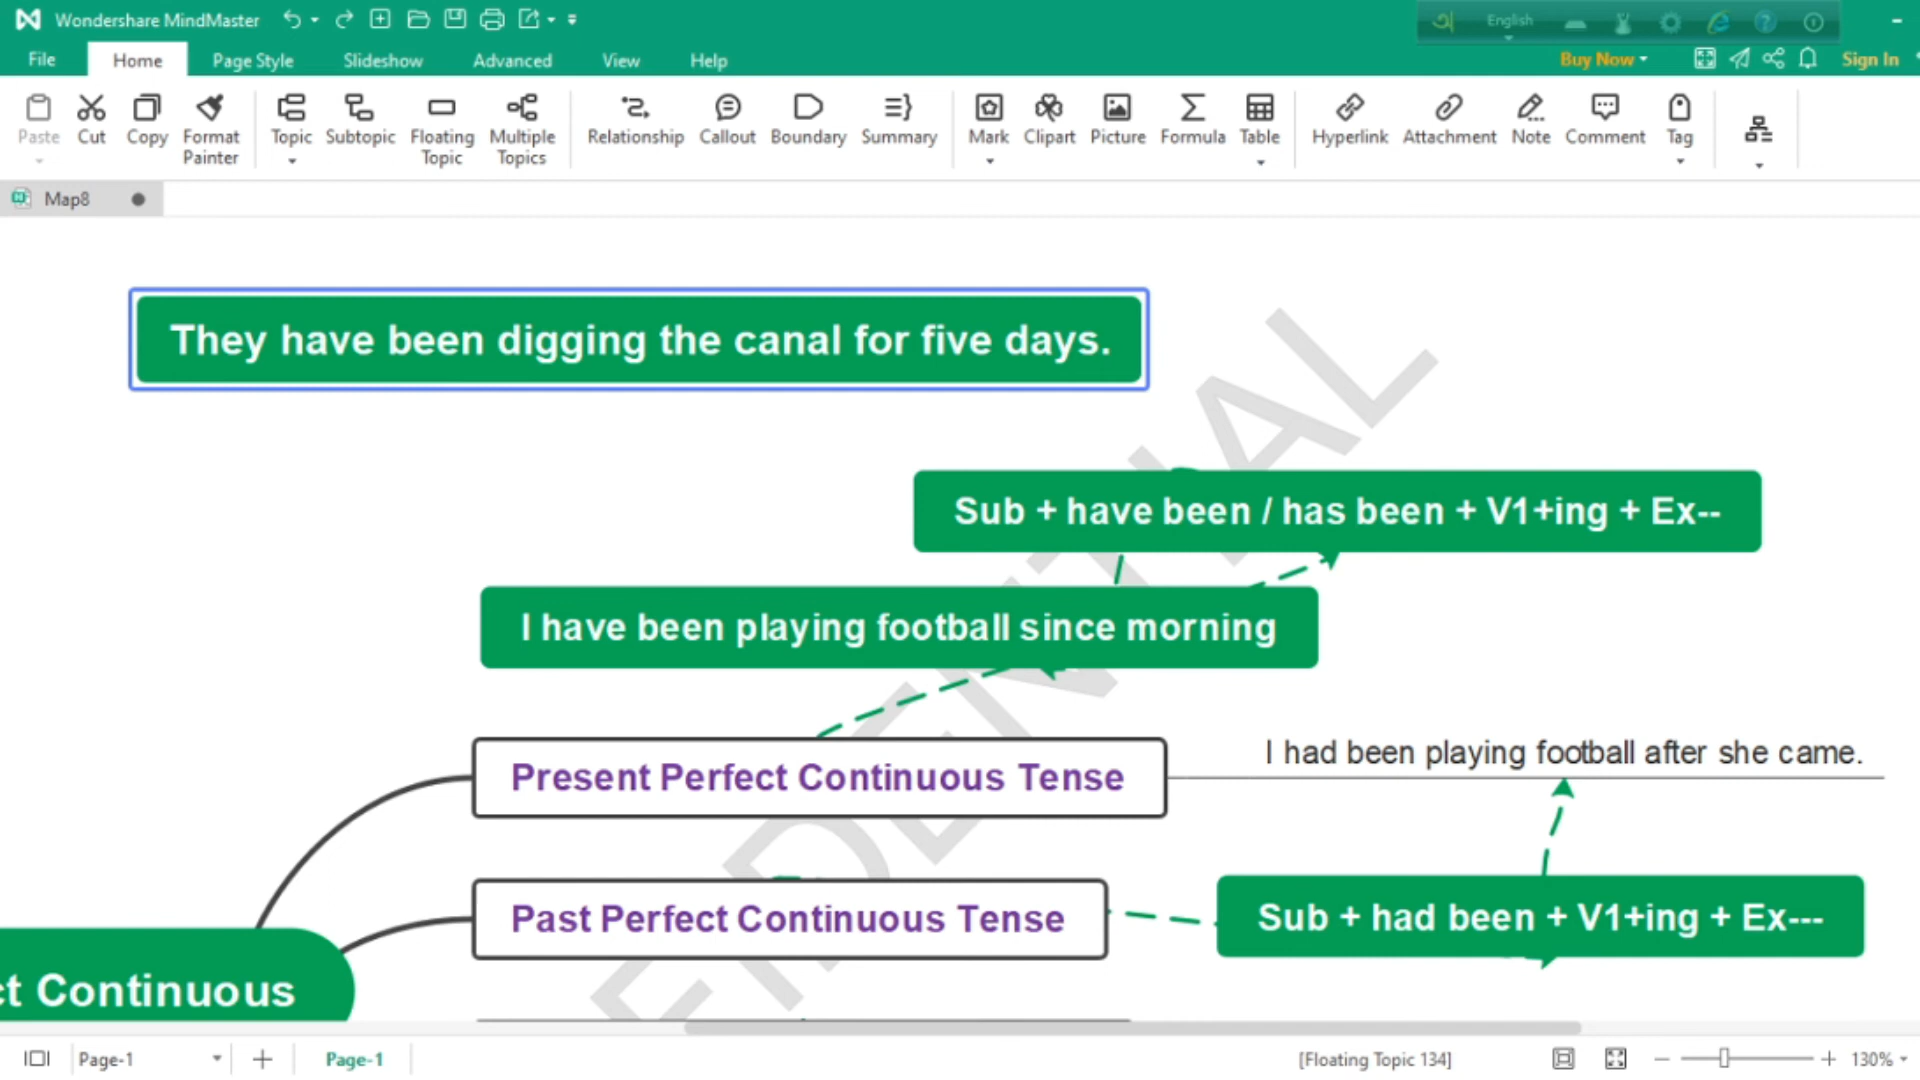 Wondershare MindMaster
English
File Home Page Style Slideshow Advanced View Help Buy Now Sign In
Paste Cut Copy Format Painter Topic Subtopic Floating Topic Multiple Topics Relationship Callout Boundary Summary Mark Clipart Picture Formula Table Hyperlink Attachment Note Comment Tag
Map8
They have been digging the canal for five days.
Sub + have been / has been + V1+ing + Ex--
I have been playing football since morning
Present Perfect Continuous Tense
I had been playing football after she came.
Past Perfect Continuous Tense
Sub + had been + V1+ing + Ex---
ct Continuous
Page-1
Page-1
[Floating Topic 134]
130%